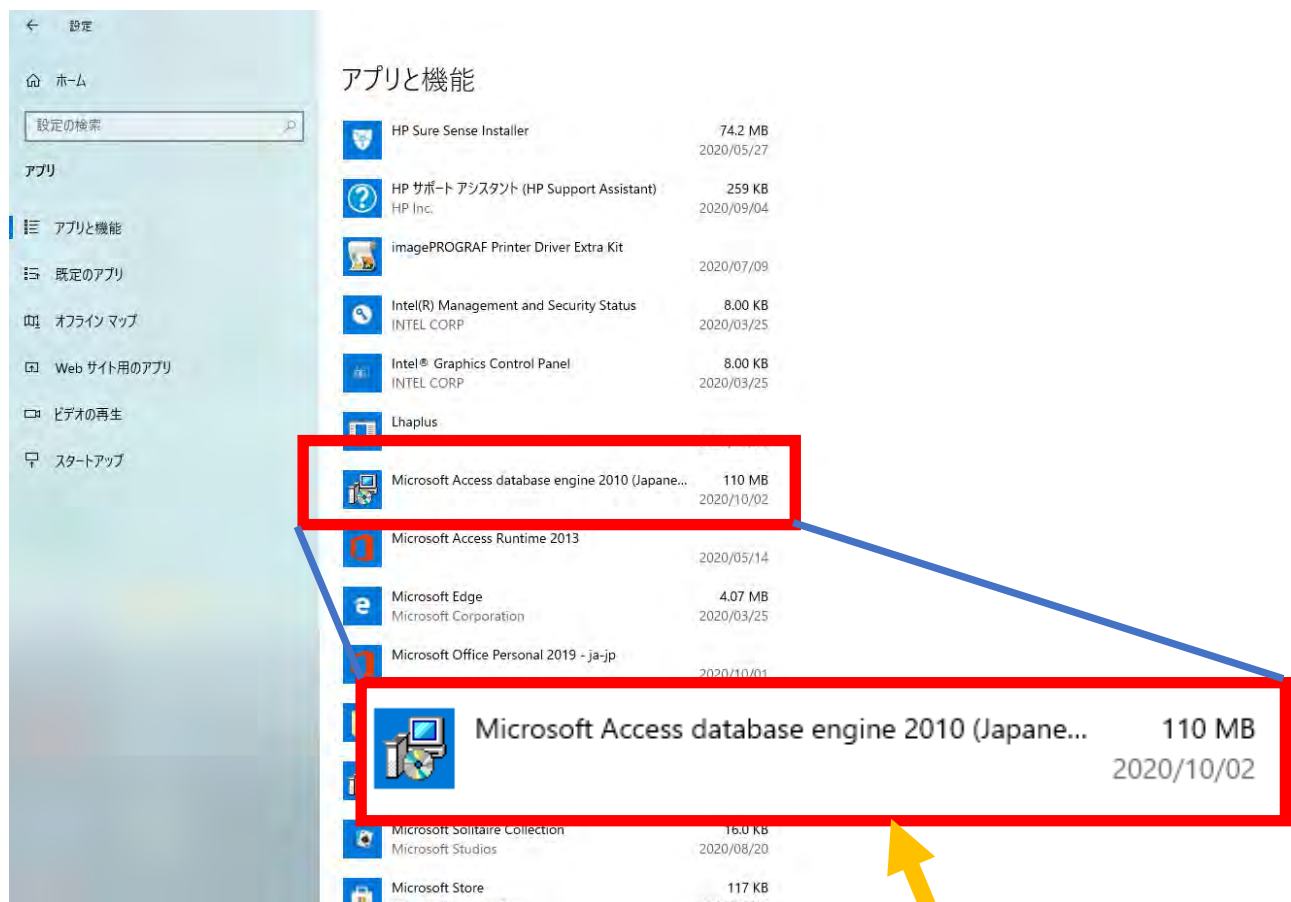 設定
ホーム
設定の検索
アプリ
アプリと機能
既定のアプリ
オフライン マップ
Web サイト用のアプリ
ビデオの再生
スタートアップ
アプリと機能
HP Sure Sense Installer 74.2 MB
2020/05/27
HP サポート アシスタント (HP Support Assistant) 259 KB
HP Inc. 2020/09/04
imagePROGRAF Printer Driver Extra Kit
2020/07/09
Intel(R) Management and Security Status 8.00 KB
INTEL CORP 2020/03/25
Intel® Graphics Control Panel 8.00 KB
INTEL CORP 2020/03/25
Lhaplus
Microsoft Access database engine 2010 (Japane... 110 MB
2020/10/02
Microsoft Access Runtime 2013
2020/05/14
Microsoft Edge 4.07 MB
Microsoft Corporation 2020/03/25
Microsoft Office Personal 2019 - ja-jp
2020/10/01
Microsoft Access database engine 2010 (Japane... 110 MB
2020/10/02
Microsoft Solitaire Collection 16.0 KB
Microsoft Studios 2020/08/20
Microsoft Store 117 KB